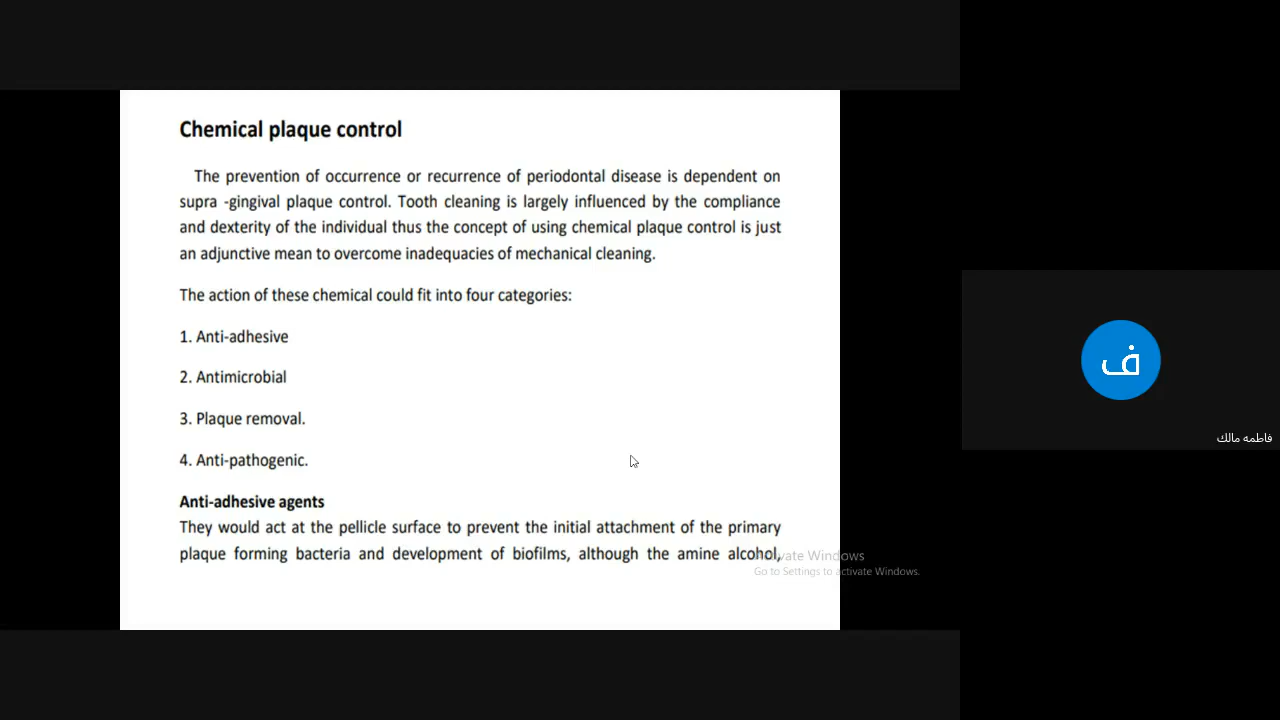 Chemical plaque control
The prevention of occurrence or recurrence of periodontal disease is dependent on
supra -gingival plaque control. Tooth cleaning is largely influenced by the compliance
and dexterity of the individual thus the concept of using chemical plaque control is just
an adjunctive mean to overcome inadequacies of mechanical cleaning.
The action of these chemical could fit into four categories:
1. Anti-adhesive
2. Antimicrobial
3. Plaque removal.
4. Anti-pathogenic.
Anti-adhesive agents
They would act at the pellicle surface to prevent the initial attachment of the primary
plaque forming bacteria and development of biofilms, although the amine alcohol,
Activate Windows
Go to Settings to activate Windows.
ف
فاطمه مالك